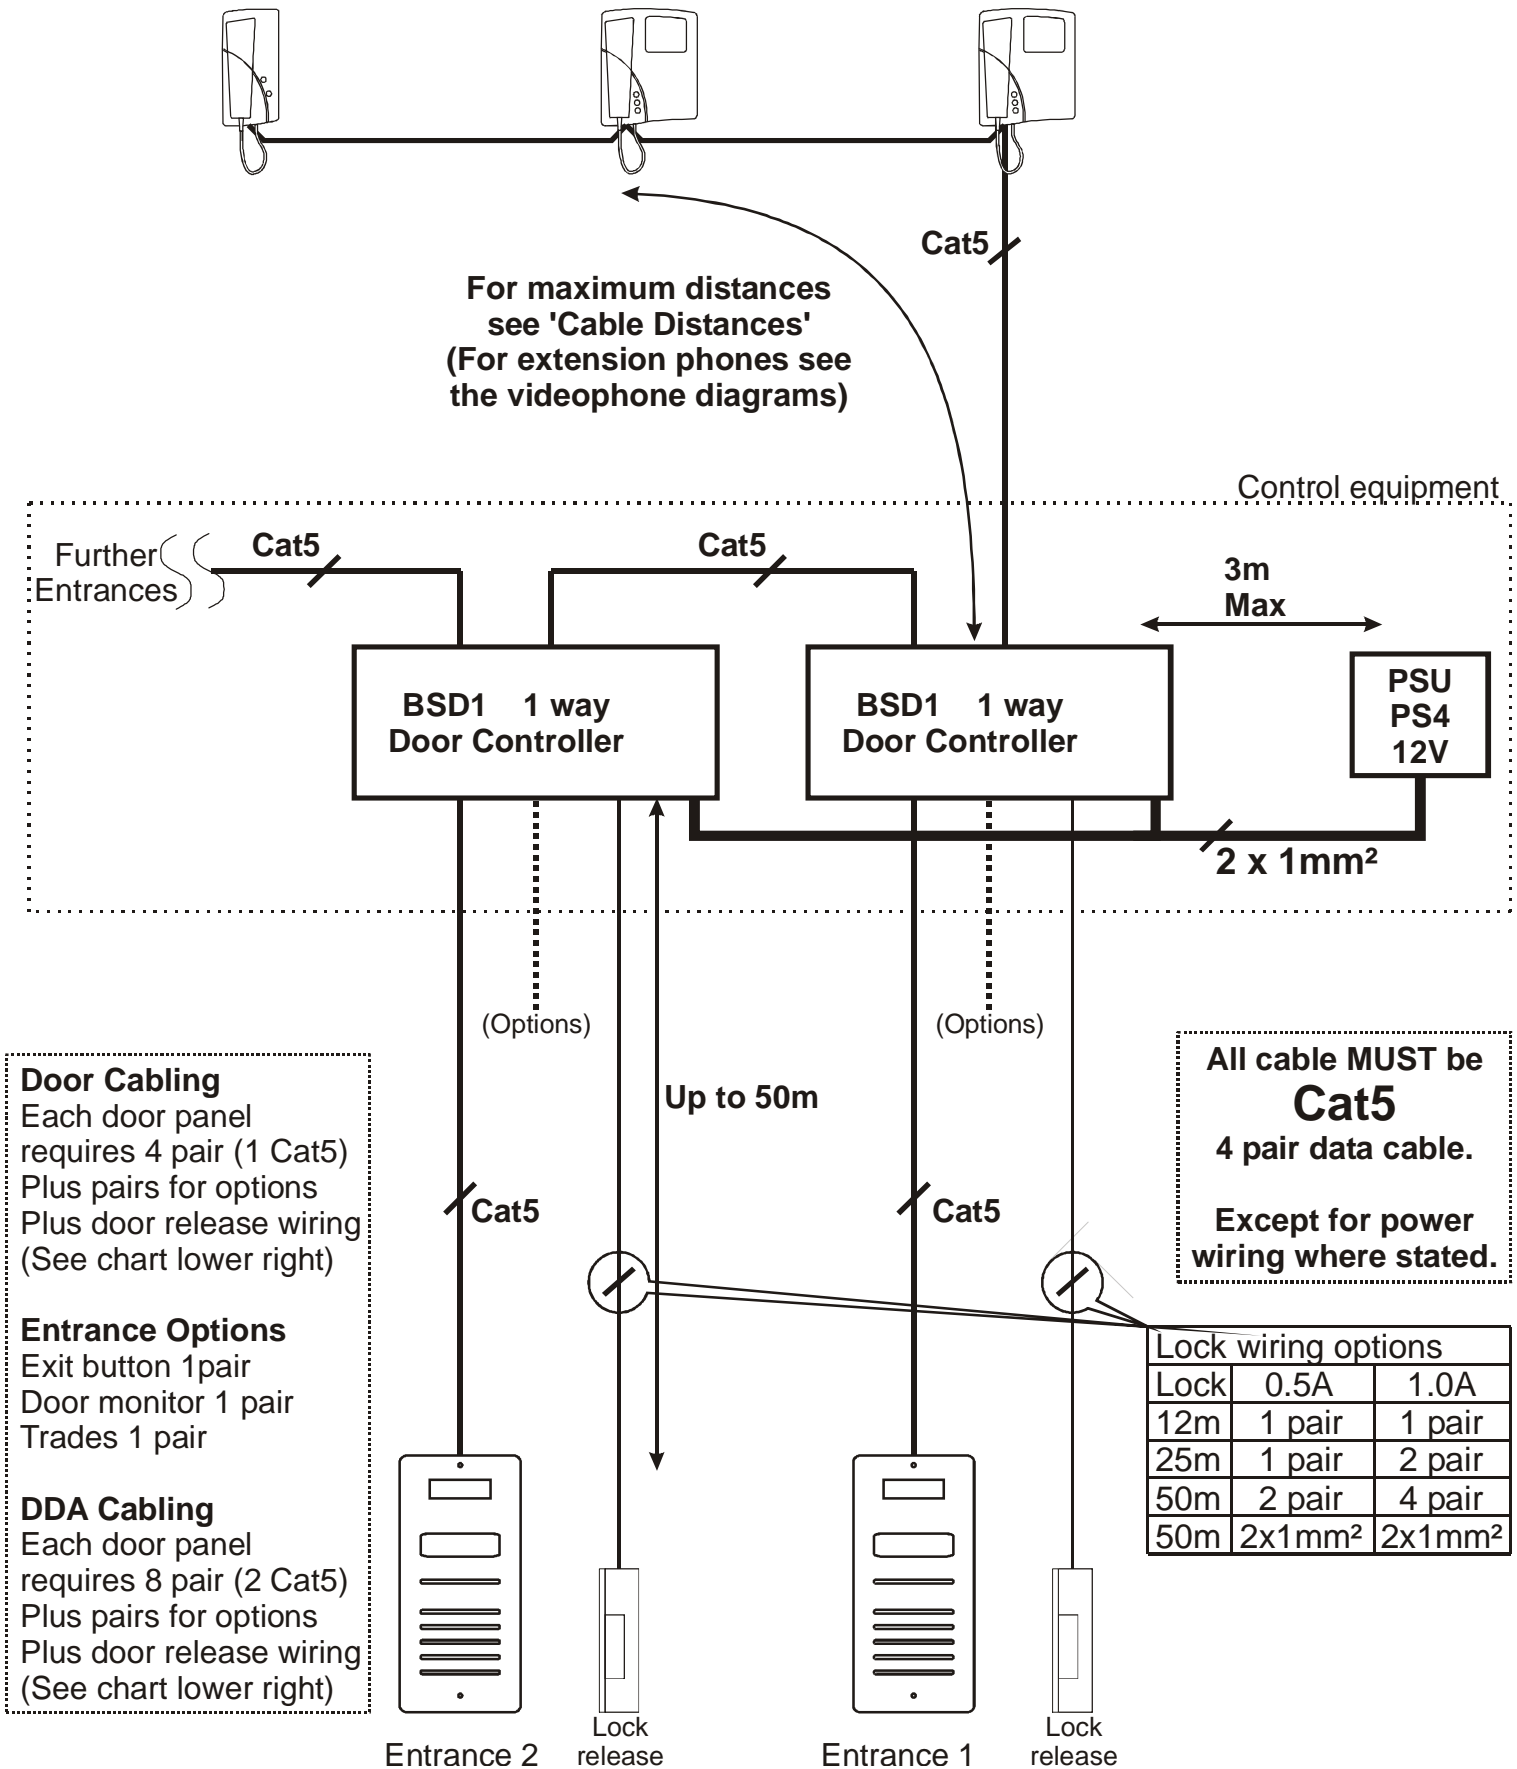 Cat5
For maximum distances
see 'Cable Distances'
(For extension phones see
the videophone diagrams)
Control equipment
Further
Entrances
Cat5
Cat5
3m
Max
BSD1 1 way
Door Controller
BSD1 1 way
Door Controller
PSU
PS4
12V
2 x 1mm²
(Options)
(Options)
Up to 50m
Cat5
Cat5
All cable MUST be
Cat5
4 pair data cable.
Except for power
wiring where stated.
Door Cabling
Each door panel
requires 4 pair (1 Cat5)
Plus pairs for options
Plus door release wiring
(See chart lower right)
Entrance Options
Exit button 1pair
Door monitor 1 pair
Trades 1 pair
DDA Cabling
Each door panel
requires 8 pair (2 Cat5)
Plus pairs for options
Plus door release wiring
(See chart lower right)
Lock wiring options
Lock 0.5A 1.0A
12m 1 pair 1 pair
25m 1 pair 2 pair
50m 2 pair 4 pair
50m 2x1mm² 2x1mm²
Entrance 2
Lock
release
Entrance 1
Lock
release